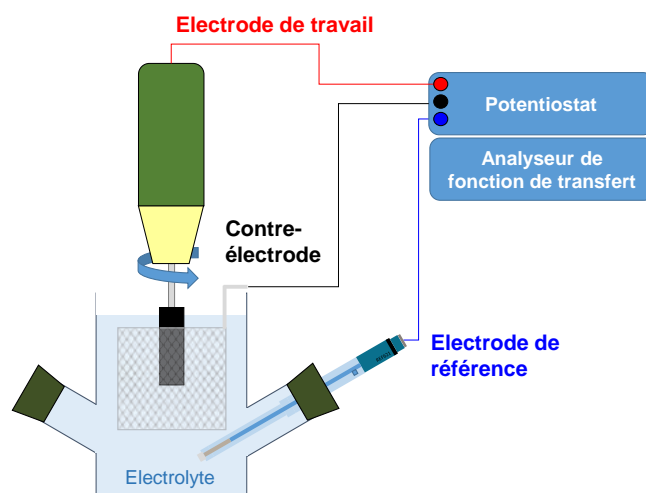 Electrode de travail
Potentiostat
Analyseur de
fonction de transfert
Contre-
électrode
Electrode de
référence
Electrolyte